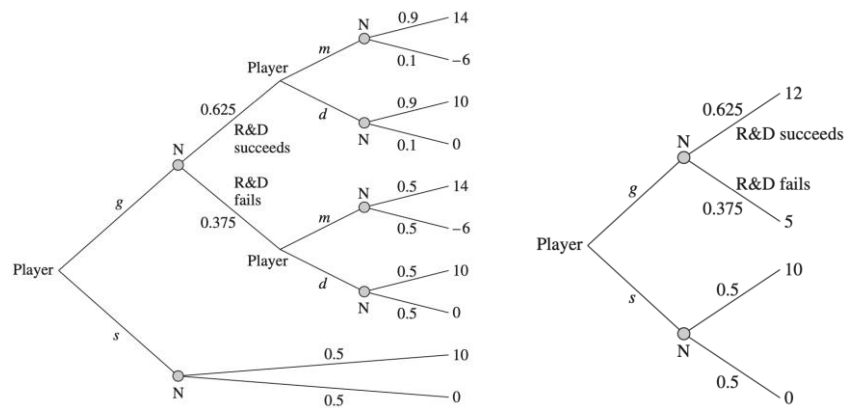 N 0.9 14
m
Player 0.1 −6
0.625 0.9 10
d
R&D succeeds N 0.1 0
N
R&D fails N 0.5 14
g m
0.375 0.5 −6
Player 0.5 10
Player d
N 0.5 0
s
0.5 10
N 0.5 0
12
0.625
N R&D succeeds
g R&D fails
0.375
5
Player
10
s 0.5
N
0.5
0